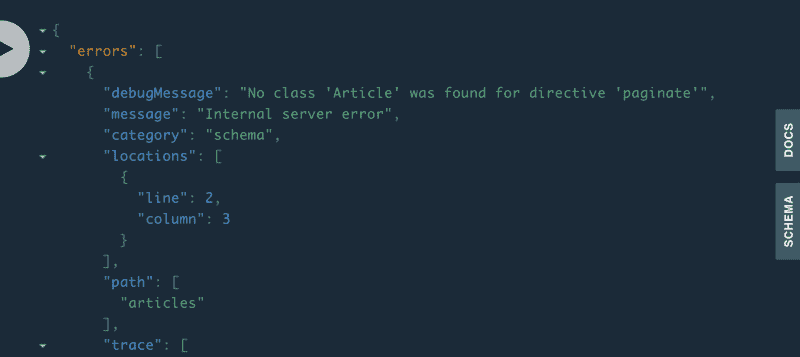 {
"errors": [
{
"debugMessage": "No class 'Article' was found for directive 'paginate'",
"message": "Internal server error",
"category": "schema",
"locations": [
{
"line": 2,
"column": 3
}
],
"path": [
"articles"
],
"trace": [
DOCS
SCHEMA